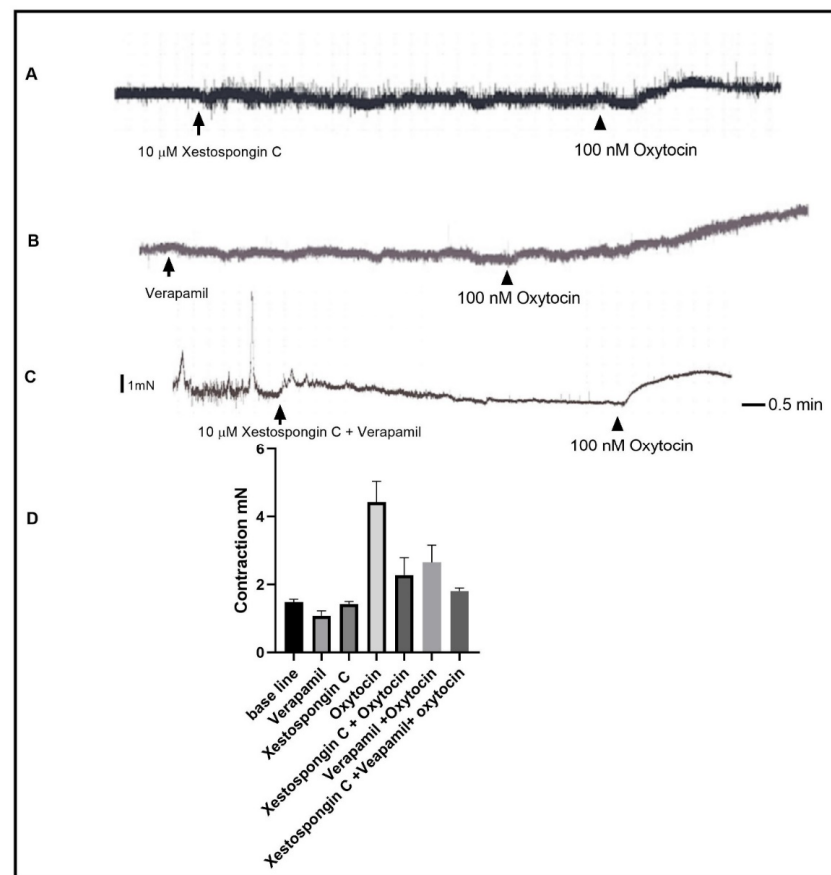 A
10 μM Xestospongin C
100 nM Oxytocin
B
Verapamil
100 nM Oxytocin
C
1mN
0.5 min
10 μM Xestospongin C + Verapamil
100 nM Oxytocin
D
Contraction mN
6
4
2
0
base line
Verapamil
Xestospongin C
Oxytocin
Xestospongin C + Oxytocin
Verapamil +Oxytocin
Xestospongin C +Veapamil+ oxytocin